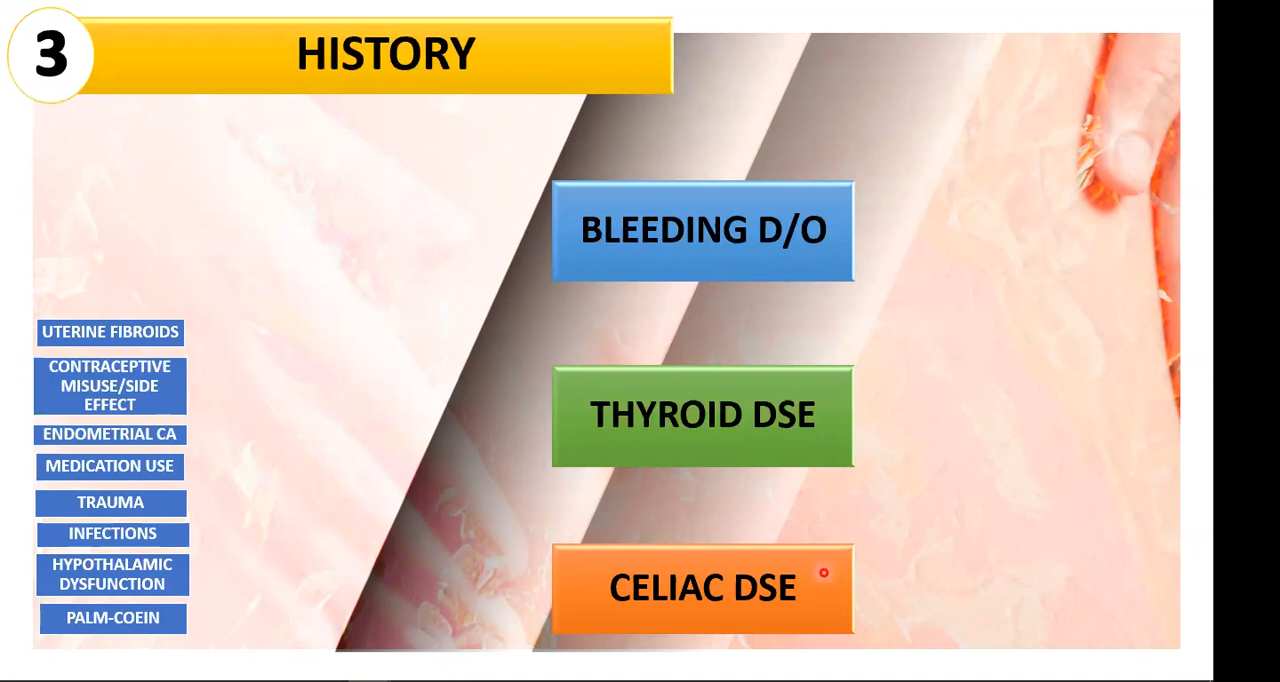 3
HISTORY
BLEEDING D/O
THYROID DSE
CELIAC DSE
UTERINE FIBROIDS
CONTRACEPTIVE
MISUSE/SIDE
EFFECT
ENDOMETRIAL CA
MEDICATION USE
TRAUMA
INFECTIONS
HYPOTHALAMIC
DYSFUNCTION
PALM-COEIN